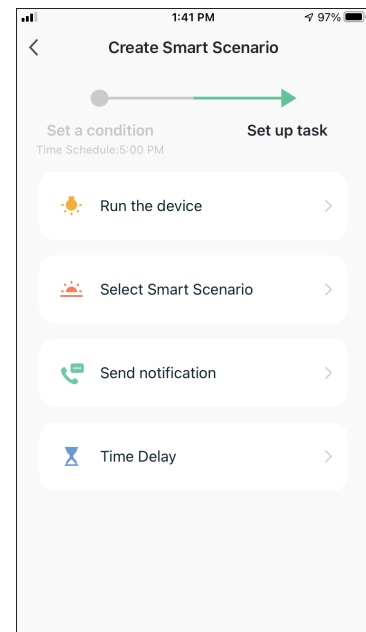 1:41 PM
97%
Create Smart Scenario
Set a condition
Set up task
Time Schedule:5:00 PM
Run the device
Select Smart Scenario
Send notification
Time Delay